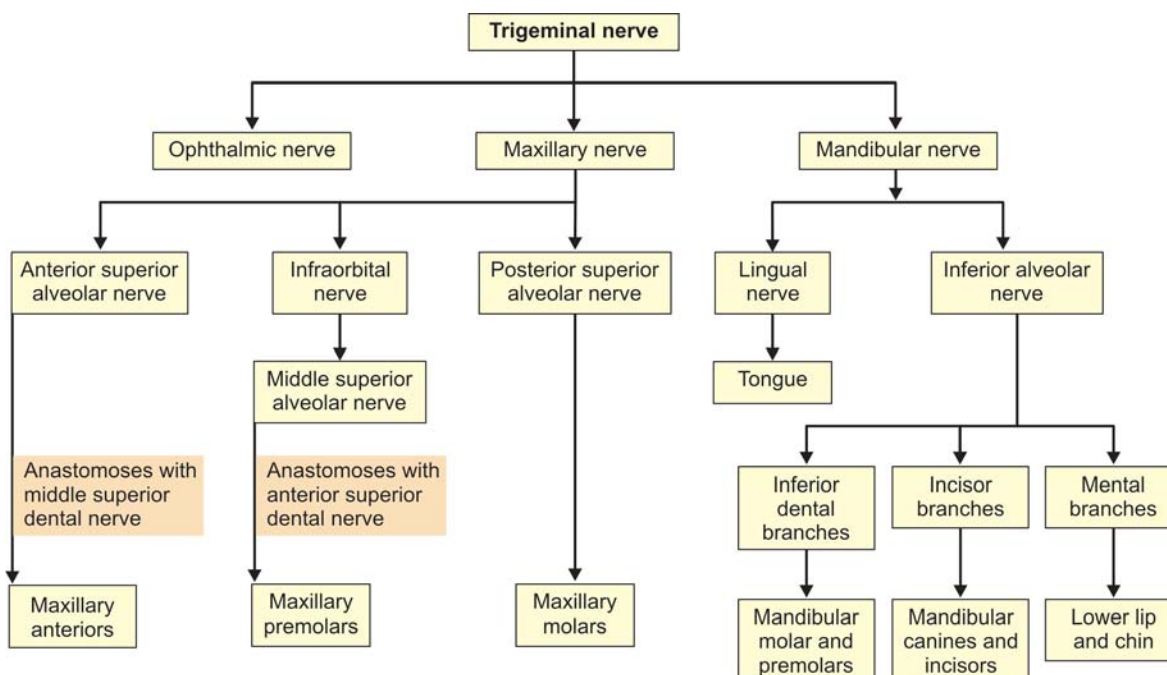 Trigeminal nerve
Ophthalmic nerve
Maxillary nerve
Mandibular nerve
Anterior superior
alveolar nerve
Infraorbital
nerve
Posterior superior
alveolar nerve
Lingual
nerve
Inferior alveolar
nerve
Middle superior
alveolar nerve
Tongue
Anastomoses with
middle superior
dental nerve
Anastomoses with
anterior superior
dental nerve
Inferior
dental
branches
Incisor
branches
Mental
branches
Maxillary
anteriors
Maxillary
premolars
Maxillary
molars
Mandibular
molar and
premolars
Mandibular
canines and
incisors
Lower lip
and chin